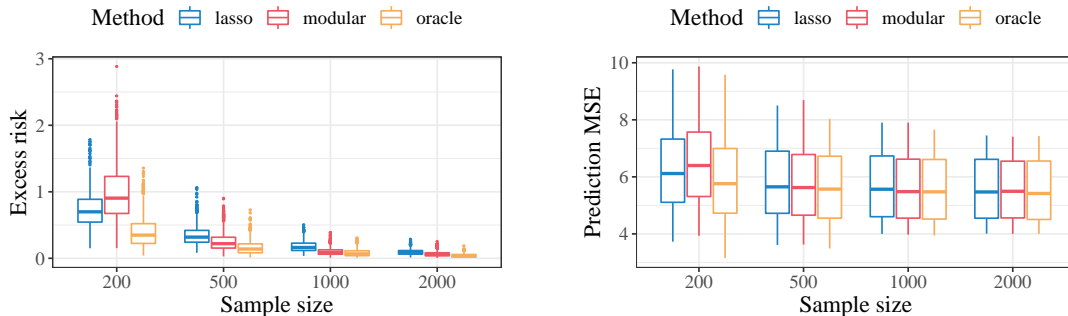 Method lasso modular oracle
3
2
1
0
Excess risk
200 500 1000 2000
Sample size
Method lasso modular oracle
10
8
6
4
Prediction MSE
200 500 1000 2000
Sample size